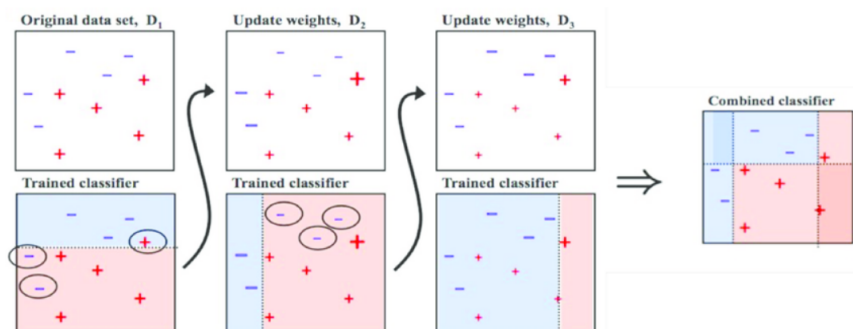 Original data set, D₁
Update weights, D₂
Update weights, D₃
Combined classifier
Trained classifier
Trained classifier
Trained classifier